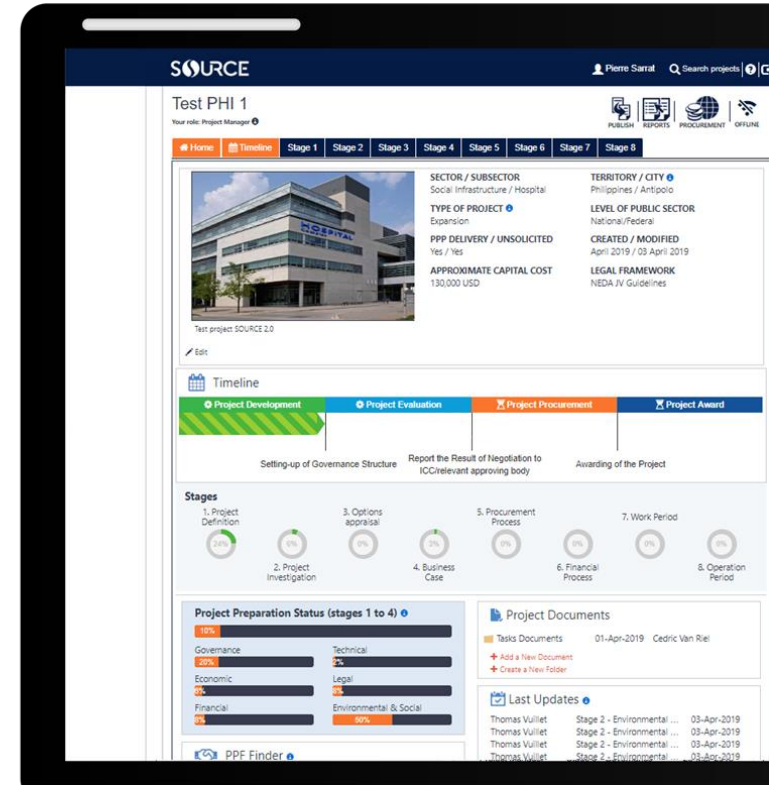 SOURCE
Pierre Sarrat Search projects
Test PHI 1
Your role: Project Manager
PUBLISH REPORTS PROCUREMENT OFFLINE
Home Timeline Stage 1 Stage 2 Stage 3 Stage 4 Stage 5 Stage 6 Stage 7 Stage 8
HOSPITAL
SECTOR / SUBSECTOR
Social Infrastructure / Hospital
TERRITORY / CITY
Philippines / Antipolo
TYPE OF PROJECT
Expansion
LEVEL OF PUBLIC SECTOR
National/Federal
PPP DELIVERY / UNSOLICITED
Yes / Yes
CREATED / MODIFIED
April 2019 / 03 April 2019
APPROXIMATE CAPITAL COST
130,000 USD
LEGAL FRAMEWORK
NEDA JV Guidelines
Test project SOURCE 2.0
Edit
Timeline
Project Development Project Evaluation Project Procurement Project Award
Setting-up of Governance Structure
Report the Result of Negotiation to
ICC/relevant approving body
Awarding of the Project
Stages
1. Project
Definition
24%
2. Project
Investigation
3. Options
appraisal
0%
4. Business
Case
3%
5. Procurement
Process
0%
6. Financial
Process
0%
7. Work Period
0%
8. Operation
Period
0%
Project Preparation Status (stages 1 to 4)
10%
Governance
20%
Technical
2%
Economic
Legal
Financial
Environmental & Social
Project Documents
Tasks Documents 01-Apr-2019 Cedric Van Riel
+ Add a New Document
+ Create a New Folder
Last Updates
Thomas Vuillet Stage 2 - Environmental ... 03-Apr-2019
Thomas Vuillet Stage 2 - Environmental ... 03-Apr-2019
Thomas Vuillet Stage 2 - Environmental ... 03-Apr-2019
Thomas Vuillet Stage 2 - Environmental ... 03-Apr-2019
PPF Finder